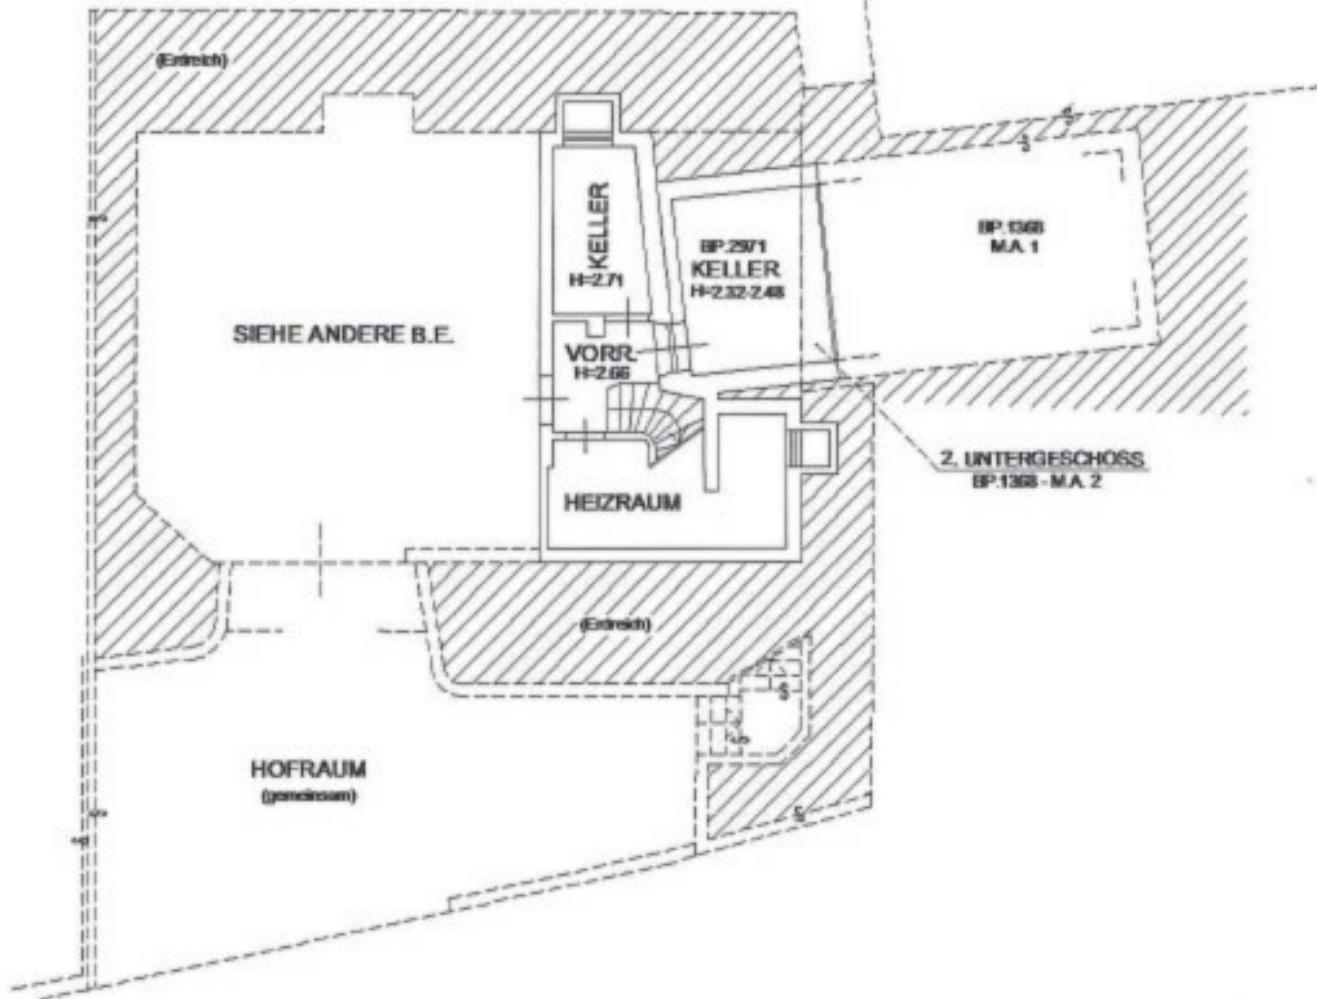 (Erdreich)
KELLER
H=2.71
BP.2971
KELLER
H=2.32-2.48
BP.1368
M.A. 1
SIEHE ANDERE B.E.
VORR.
H=2.66
2. UNTERGESCHOSS
BP.1368 - M.A. 2
HEIZRAUM
(Erdreich)
HOFRAUM
(gemeinsam)